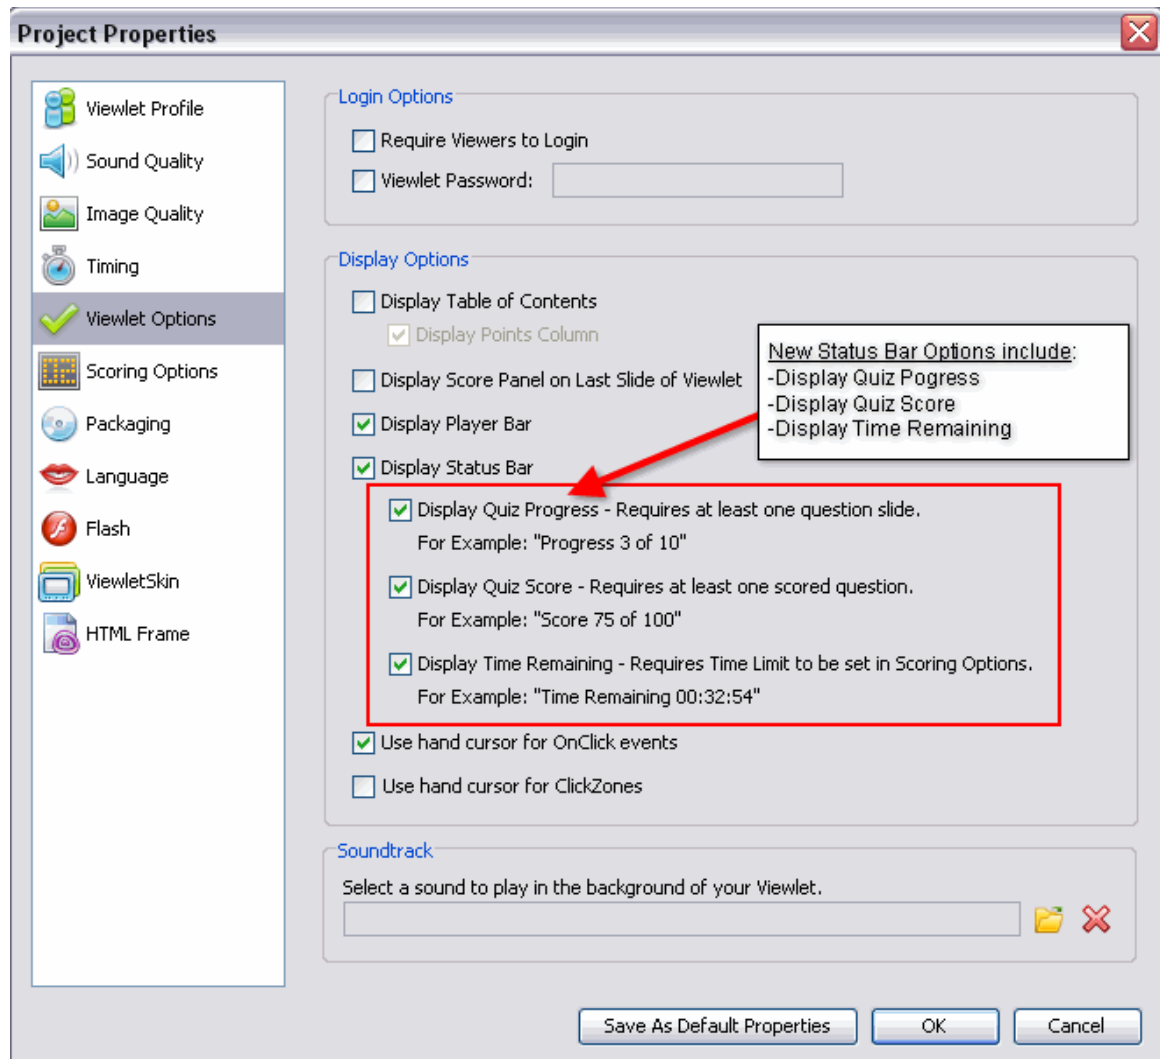 Project Properties
Viewlet Profile
Sound Quality
Image Quality
Timing
Viewlet Options
Scoring Options
Packaging
Language
Flash
ViewletSkin
HTML Frame
Login Options
Require Viewers to Login
Viewlet Password:
Display Options
Display Table of Contents
Display Points Column
Display Score Panel on Last Slide of Viewlet
Display Player Bar
Display Status Bar
New Status Bar Options include:
-Display Quiz Pogress
-Display Quiz Score
-Display Time Remaining
Display Quiz Progress - Requires at least one question slide.
For Example: "Progress 3 of 10"
Display Quiz Score - Requires at least one scored question.
For Example: "Score 75 of 100"
Display Time Remaining - Requires Time Limit to be set in Scoring Options.
For Example: "Time Remaining 00:32:54"
Use hand cursor for OnClick events
Use hand cursor for ClickZones
Soundtrack
Select a sound to play in the background of your Viewlet.
Save As Default Properties
OK
Cancel